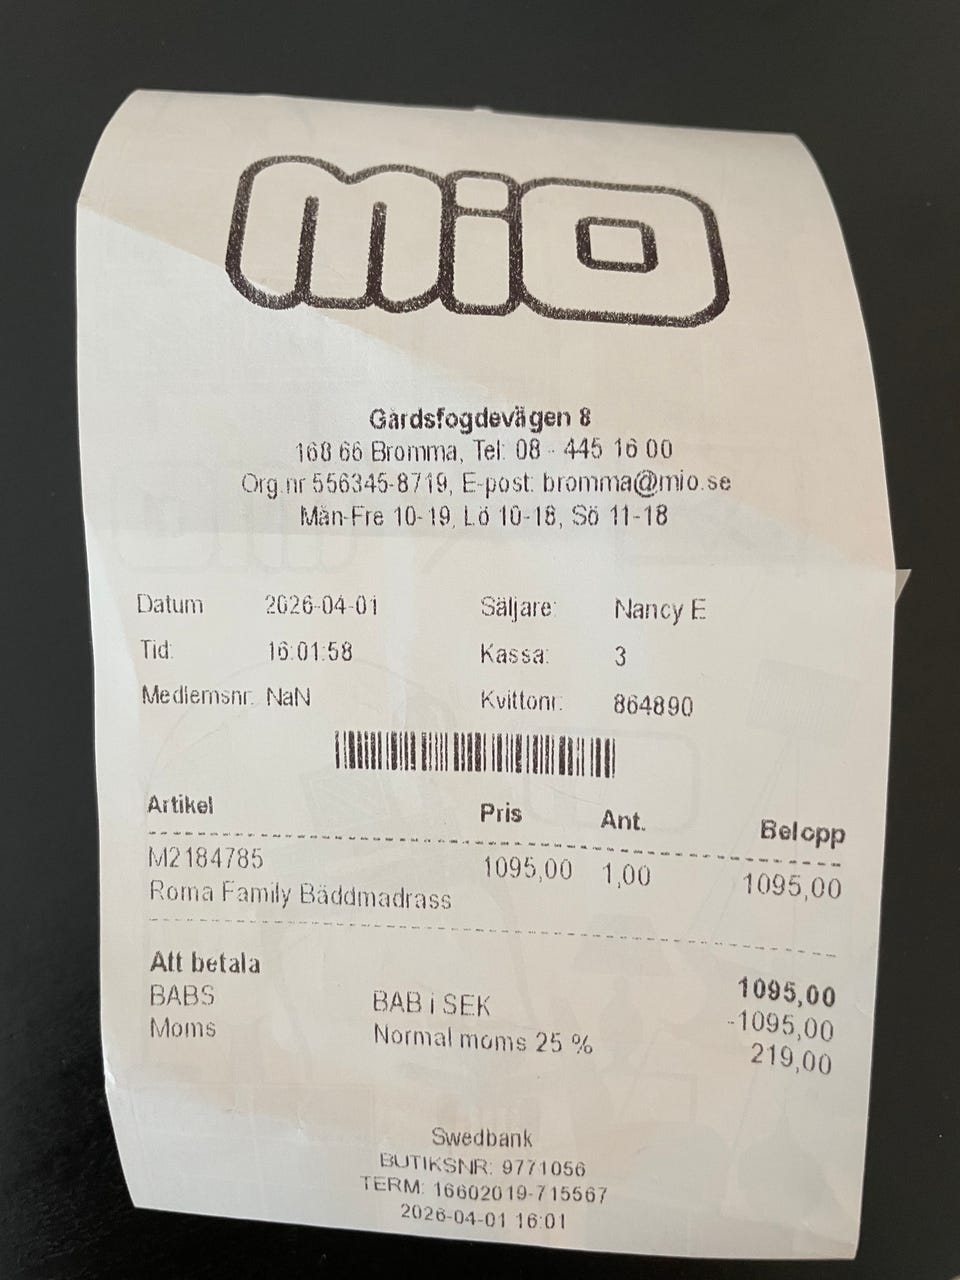 mio
Gårdsfogdevägen 8
168 66 Bromma, Tel: 08 - 445 16 00
Org.nr 556345-8719, E-post: bromma@mio.se
Mån-Fre 10-19, Lö 10-18, Sö 11-18
Datum 2026-04-01 Säljare: Nancy E
Tid: 16:01:58 Kassa: 3
Medlemsnr: NaN Kvittonr: 864890
Artikel Pris Ant. Belopp
M2184785 1095,00 1,00 1095,00
Roma Family Bäddmadrass
Att betala 1095,00
BABS BAB i SEK -1095,00
Moms Normal moms 25 % 219,00
Swedbank
BUTIKSNR: 9771056
TERM: 16602019-715567
2026-04-01 16:01